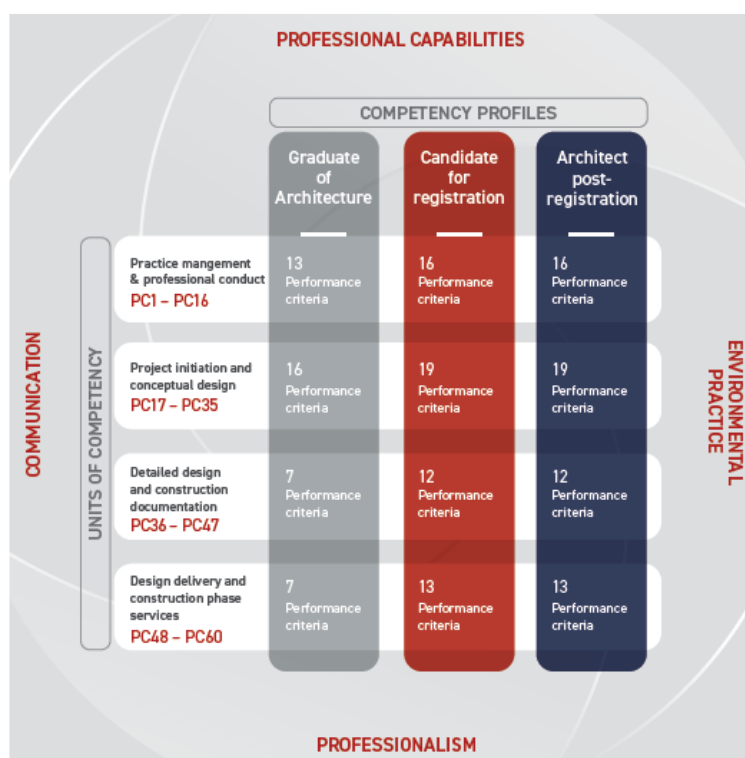 PROFESSIONAL CAPABILITIES
COMPETENCY PROFILES
Graduate
of
Architecture
Candidate
for
registration
Architect
post-
registration
COMMUNICATION
UNITS OF COMPETENCY
Practice mangement
& professional conduct
PC1 – PC16
13
Performance
criteria
16
Performance
criteria
16
Performance
criteria
Project initiation and
conceptual design
PC17 – PC35
16
Performance
criteria
19
Performance
criteria
19
Performance
criteria
Detailed design
and construction
documentation
PC36 – PC47
7
Performance
criteria
12
Performance
criteria
12
Performance
criteria
Design delivery and
construction phase
services
PC48 – PC60
7
Performance
criteria
13
Performance
criteria
13
Performance
criteria
ENVIRONMENTAL
PRACTICE
PROFESSIONALISM